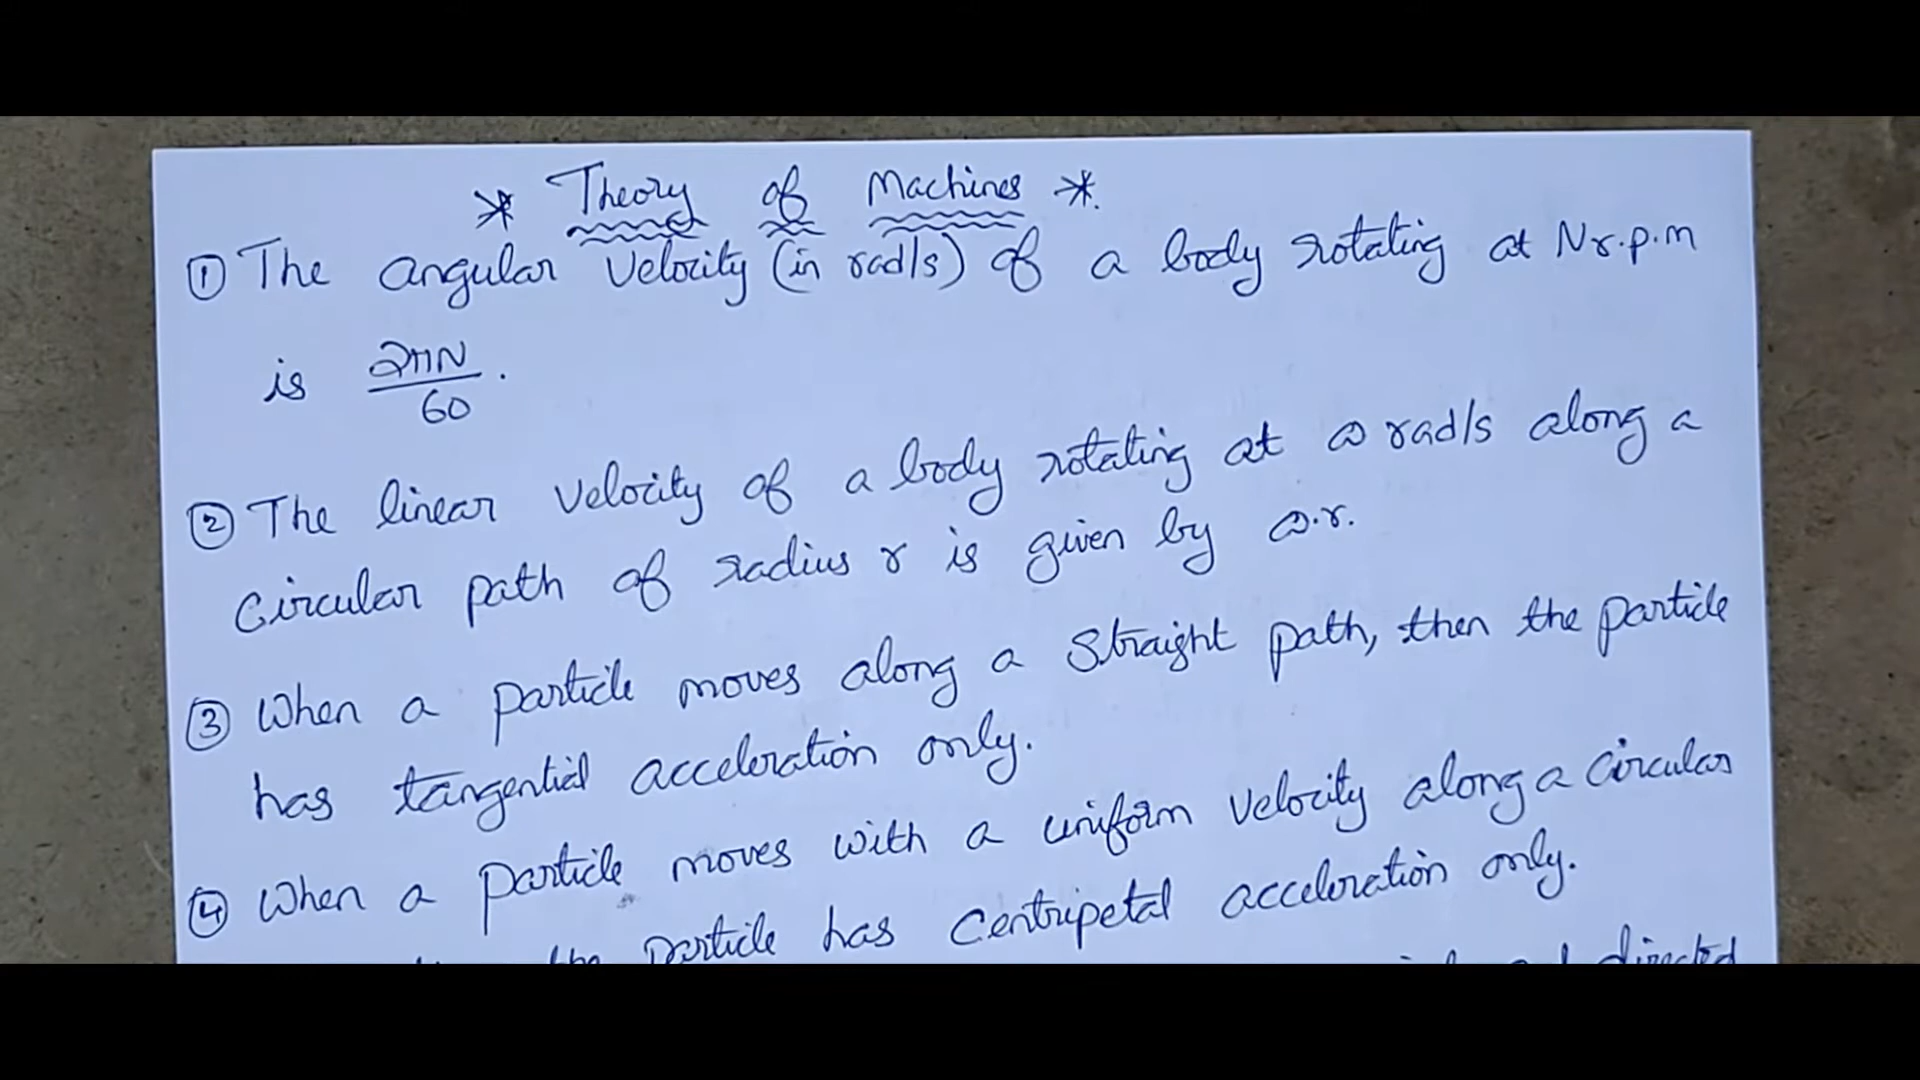 * Theory of Machines *.
① The angular velocity (in rad/s) of a body rotating at N r.p.m
is 2πN/60.
② The linear velocity of a body rotating at ω rad/s along a
circular path of radius r is given by ω.r.
③ When a particle moves along a straight path, then the particle
has tangential acceleration only.
④ When a particle moves with a uniform velocity along a circular
the particle has centripetal acceleration only.
directed